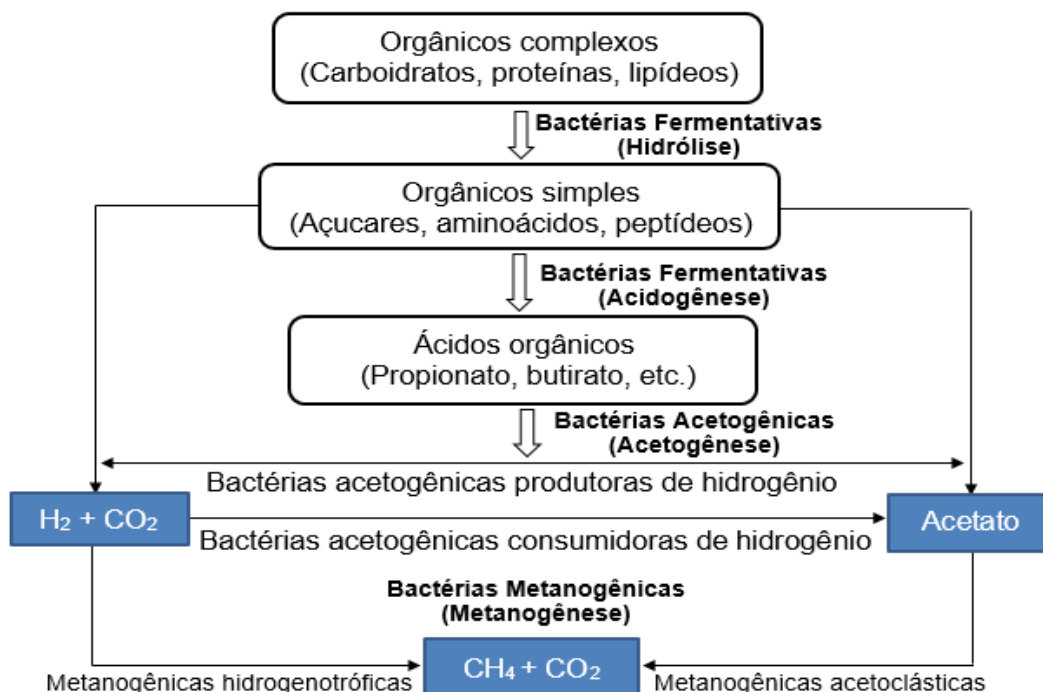 Orgânicos complexos
(Carboidratos, proteínas, lipídeos)
Bactérias Fermentativas
(Hidrólise)
Orgânicos simples
(Açucares, aminoácidos, peptídeos)
Bactérias Fermentativas
(Acidogênese)
Ácidos orgânicos
(Propionato, butirato, etc.)
Bactérias Acetogênicas
(Acetogênese)
Bactérias acetogênicas produtoras de hidrogênio
H₂ + CO₂
Acetato
Bactérias acetogênicas consumidoras de hidrogênio
Bactérias Metanogênicas
(Metanogênese)
CH₄ + CO₂
Metanogênicas hidrogenotróficas
Metanogênicas acetoclásticas